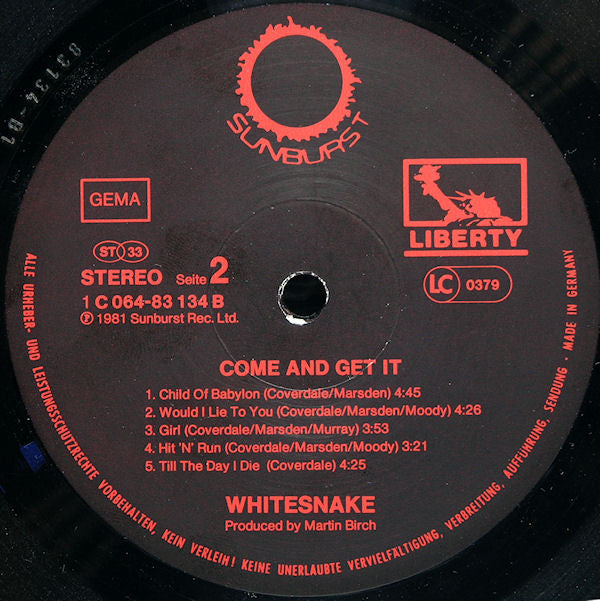 SUNBURST
GEMA
LIBERTY
ST 33
STEREO Seite 2
LC 0379
1 C 064-83 134 B
℗ 1981 Sunburst Rec. Ltd.
COME AND GET IT
1. Child Of Babylon (Coverdale/Marsden) 4:45
2. Would I Lie To You (Coverdale/Marsden/Moody) 4:26
3. Girl (Coverdale/Marsden/Murray) 3:53
4. Hit 'N' Run (Coverdale/Marsden/Moody) 3:21
5. Till The Day I Die (Coverdale) 4:25
WHITESNAKE
Produced by Martin Birch
ALLE URHEBER- UND LEISTUNGSSCHUTZRECHTE VORBEHALTEN, KEIN VERLEIH! KEINE UNERLAUBTE VERVIELFÄLTIGUNG, VERBREITUNG, AUFFÜHRUNG, SENDUNG · MADE IN GERMANY
83134-B1